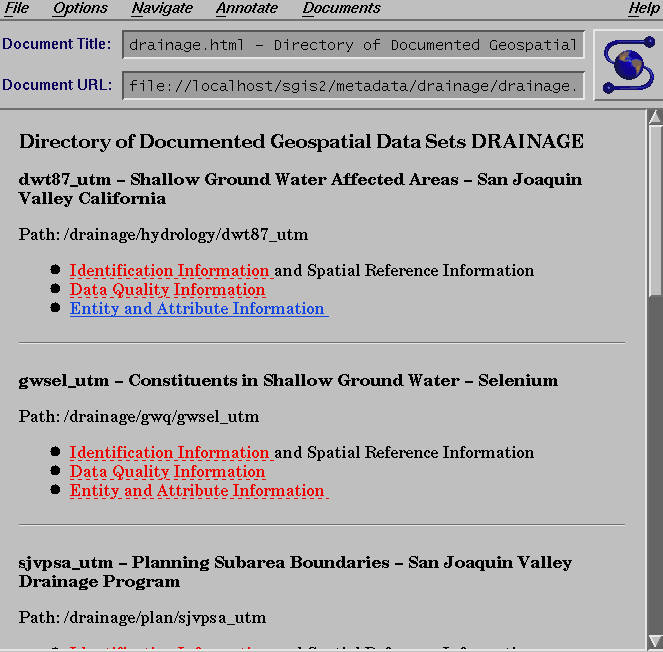 File Options Navigate Annotate Documents Help
Document Title: drainage.html – Directory of Documented Geospatial
Document URL: file://localhost/sgis2/metadata/drainage/drainage.
Directory of Documented Geospatial Data Sets DRAINAGE
dwt87_utm – Shallow Ground Water Affected Areas – San Joaquin
Valley California
Path: /drainage/hydrology/dwt87_utm
● Identification Information and Spatial Reference Information
● Data Quality Information
● Entity and Attribute Information
gwsel_utm – Constituents in Shallow Ground Water – Selenium
Path: /drainage/gwq/gwsel_utm
● Identification Information and Spatial Reference Information
● Data Quality Information
● Entity and Attribute Information
sjvpsa_utm – Planning Subarea Boundaries – San Joaquin Valley
Drainage Program
Path: /drainage/plan/sjvpsa_utm